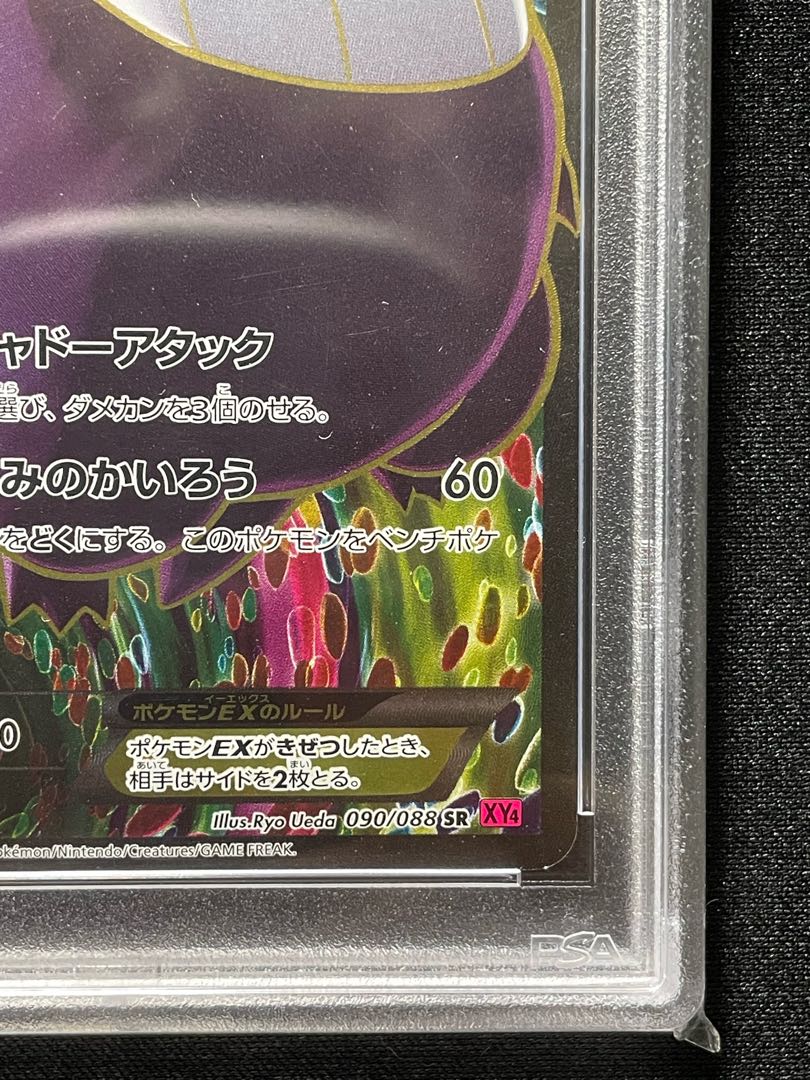 ャドーアタック
選び、ダメカンを3個のせる。
みのかいろう 60
をどくにする。このポケモンをベンチポケ
0
ポケモンEXのルール
ポケモンEXがきぜつしたとき、
相手はサイドを2枚とる。
Illus.Ryo Ueda 090/088 SR XY4
okémon/Nintendo/Creatures/GAME FREAK.
PSA